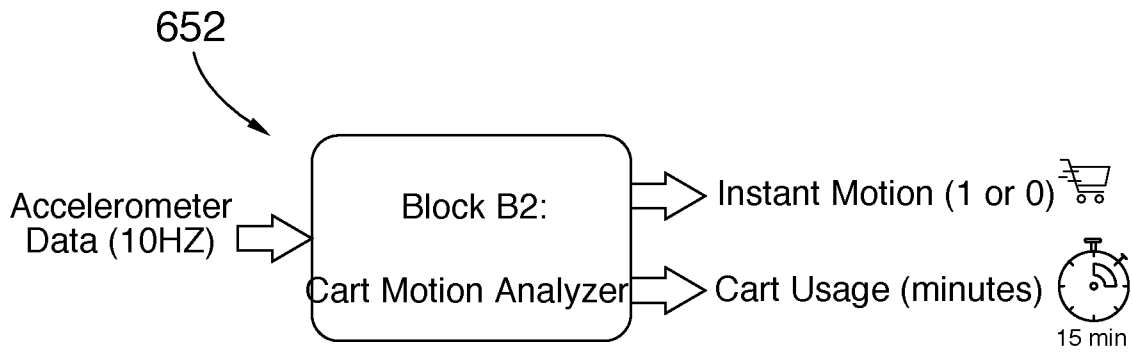 652
Accelerometer
Data (10HZ)
Block B2:
Cart Motion Analyzer
Instant Motion (1 or 0)
Cart Usage (minutes)
15 min